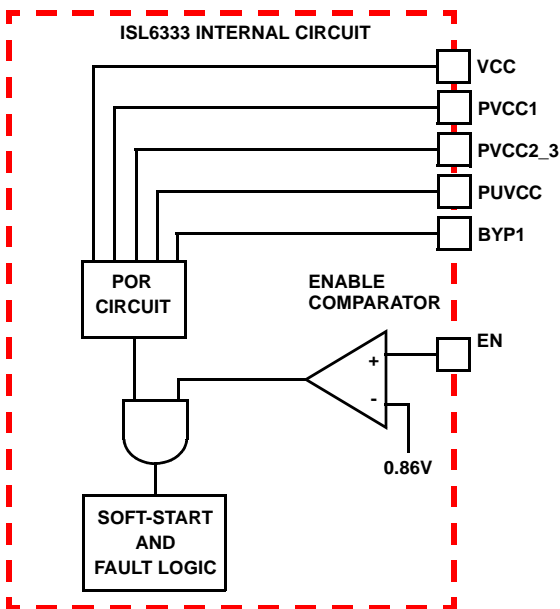 ISL6333 INTERNAL CIRCUIT
VCC
PVCC1
PVCC2_3
PUVCC
BYP1
POR
CIRCUIT
ENABLE
COMPARATOR
EN
+
-
0.86V
SOFT-START
AND
FAULT LOGIC